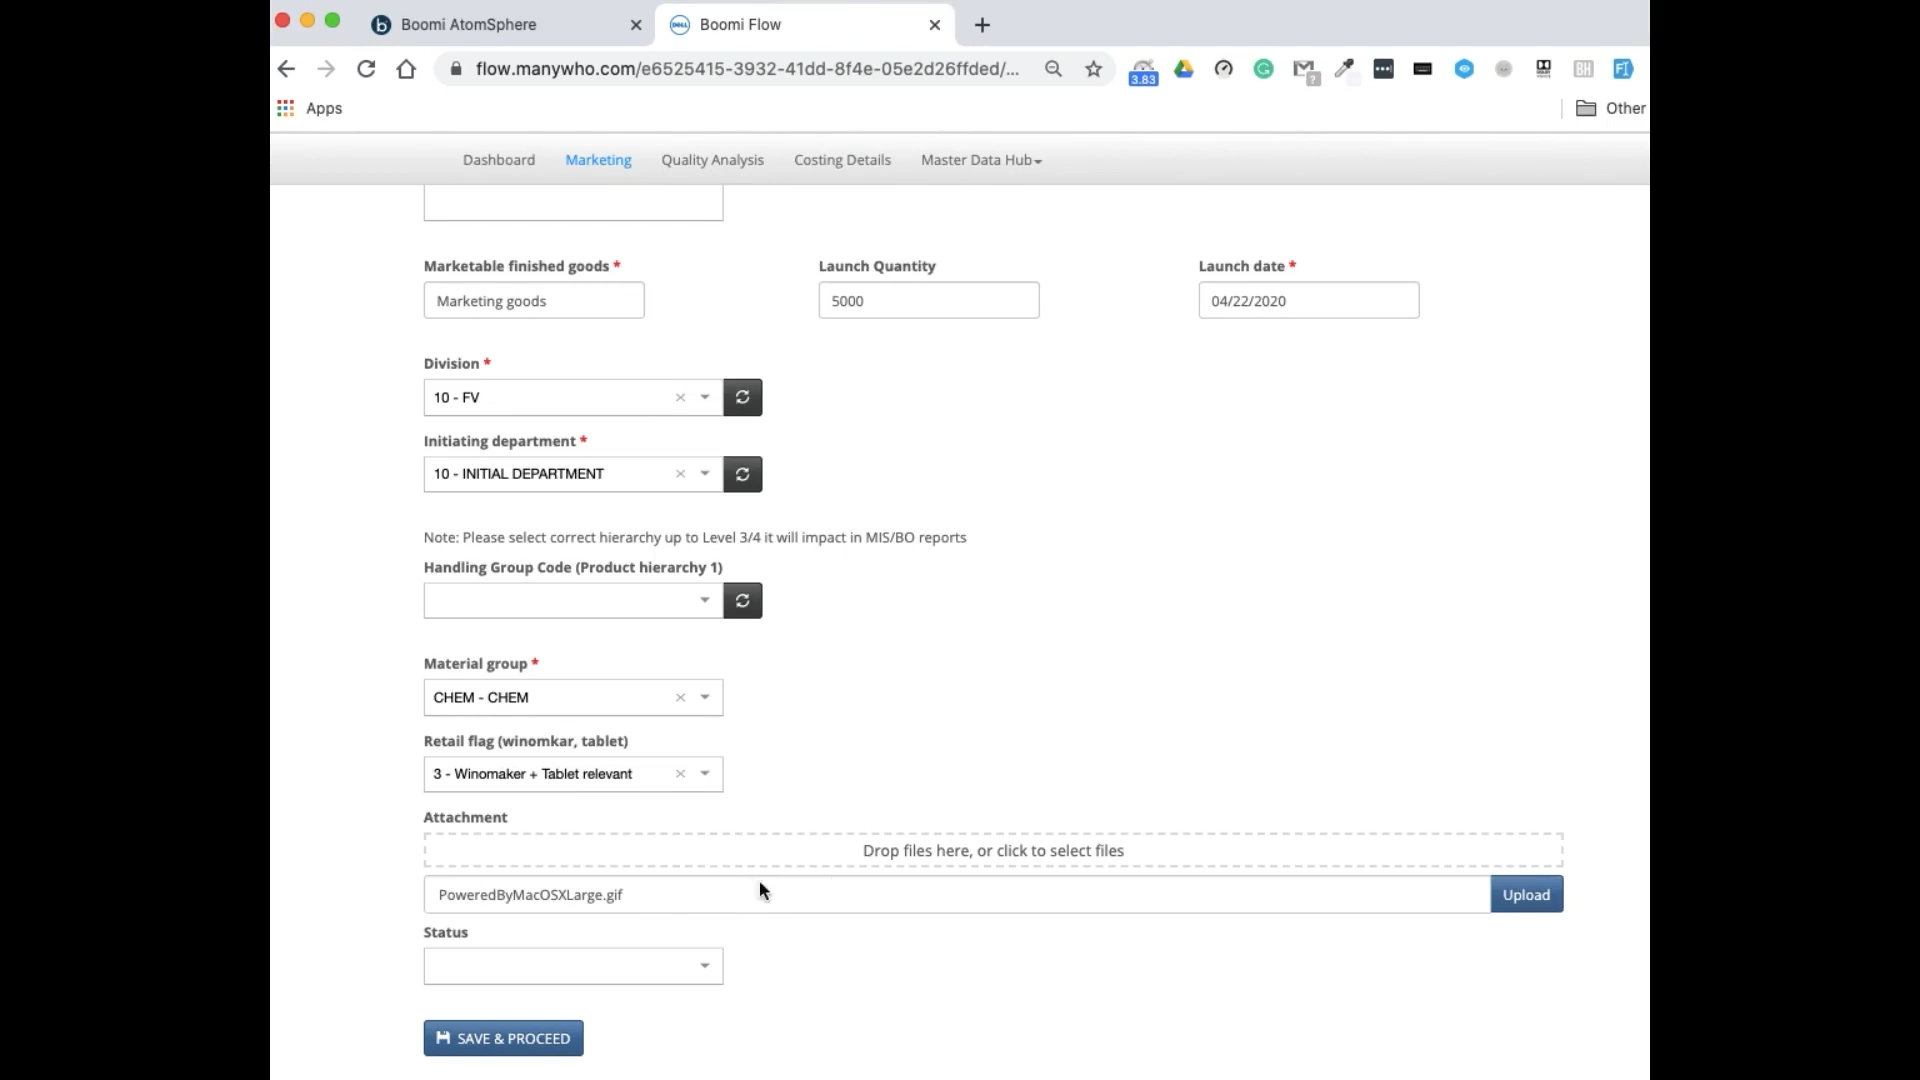 Boomi AtomSphere
Boomi Flow
flow.manywho.com/e6525415-3932-41dd-8f4e-05e2d26ffded/...
3.83
Apps
Other
Dashboard
Marketing
Quality Analysis
Costing Details
Master Data Hub
Marketable finished goods *
Launch Quantity
Launch date *
Marketing goods
5000
04/22/2020
Division *
10 - FV
Initiating department *
10 - INITIAL DEPARTMENT
Note: Please select correct hierarchy up to Level 3/4 it will impact in MIS/BO reports
Handling Group Code (Product hierarchy 1)
Material group *
CHEM - CHEM
Retail flag (winomkar, tablet)
3 - Winomaker + Tablet relevant
Attachment
Drop files here, or click to select files
PoweredByMacOSXLarge.gif
Upload
Status
SAVE & PROCEED